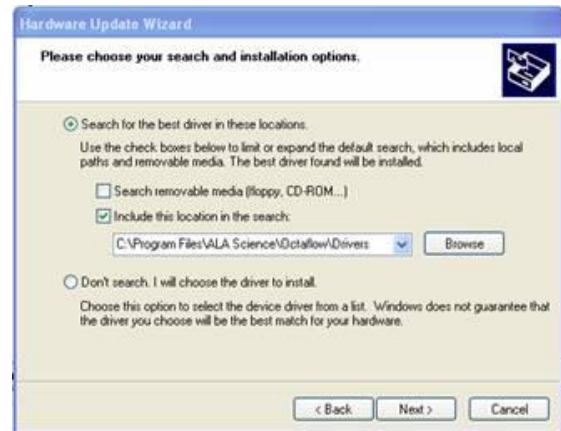 Hardware Update Wizard
Please choose your search and installation options.
Search for the best driver in these locations.
Use the check boxes below to limit or expand the default search, which includes local
paths and removable media. The best driver found will be installed.
Search removable media (floppy, CD-ROM...)
Include this location in the search:
C:\Program Files\ALA Science\Octaflow\Drivers
Browse
Don't search. I will choose the driver to install.
Choose this option to select the device driver from a list. Windows does not guarantee that
the driver you choose will be the best match for your hardware.
< Back Next > Cancel